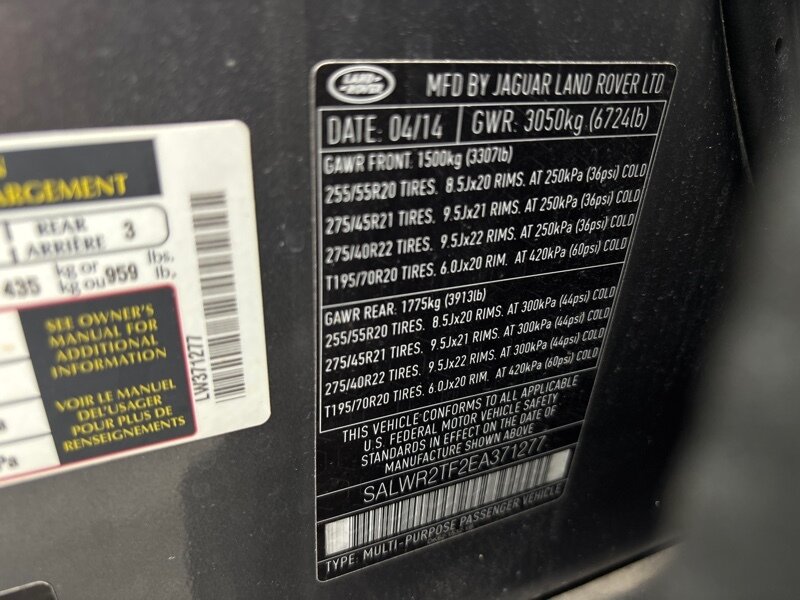 ARGEMENT
REAR
ARRIÈRE 3
435 kg or 959 lbs.
kg ou lb.
SEE OWNER'S
MANUAL FOR
ADDITIONAL
INFORMATION
VOIR LE MANUEL
DEL'USAGER
POUR PLUS DE
RENSEIGNEMENTS
LW371277
LAND-
-ROVER
MFD BY JAGUAR LAND ROVER LTD
DATE: 04/14 GWR: 3050kg.(6724lb)
GAWR FRONT: 1500kg (3307lb)
255/55R20 TIRES. 8.5Jx20 RIMS. AT 250kPa (36psi) COLD
275/45R21 TIRES. 9.5Jx21 RIMS. AT 250kPa (36psi) COLD
275/40R22 TIRES. 9.5Jx22 RIMS. AT 250kPa (36psi) COLD
T195/70R20 TIRES. 6.0Jx20 RIM. AT 420kPa (60psi) COLD
GAWR REAR: 1775kg (3913lb)
255/55R20 TIRES. 8.5Jx20 RIMS. AT 300kPa (44psi) COLD
275/45R21 TIRES. 9.5Jx21 RIMS. AT 300kPa (44psi) COLD
275/40R22 TIRES. 9.5Jx22 RIMS. AT 300kPa (44psi) COLD
T195/70R20 TIRES. 6.0Jx20 RIM. AT 420kPa (60psi) COLD
THIS VEHICLE CONFORMS TO ALL APPLICABLE
U.S. FEDERAL MOTOR VEHICLE SAFETY
STANDARDS IN EFFECT ON THE DATE OF
MANUFACTURE SHOWN ABOVE
SALWR2TF2EA371277
TYPE: MULTI-PURPOSE PASSENGER VEHICLE